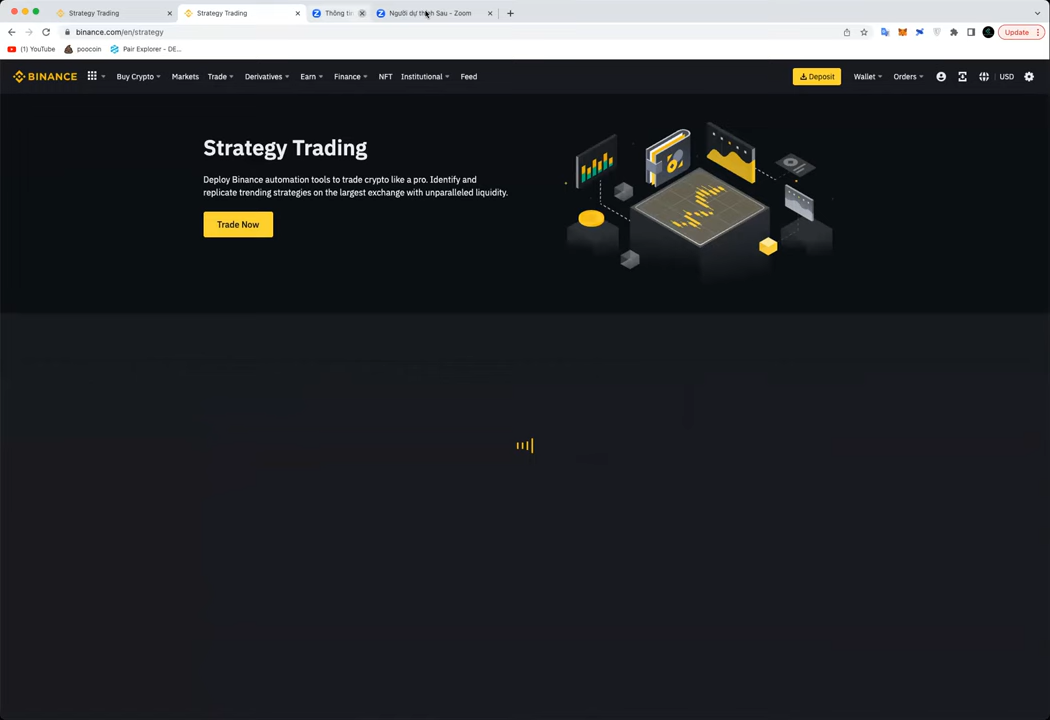 Strategy Trading
Strategy Trading
Thông tin
Người dự thính Sau - Zoom
binance.com/en/strategy
Update
(1) YouTube
poocoin
Pair Explorer - DE...
BINANCE
Buy Crypto
Markets
Trade
Derivatives
Earn
Finance
NFT
Institutional
Feed
Deposit
Wallet
Orders
USD
Strategy Trading
Deploy Binance automation tools to trade crypto like a pro. Identify and
replicate trending strategies on the largest exchange with unparalleled liquidity.
Trade Now